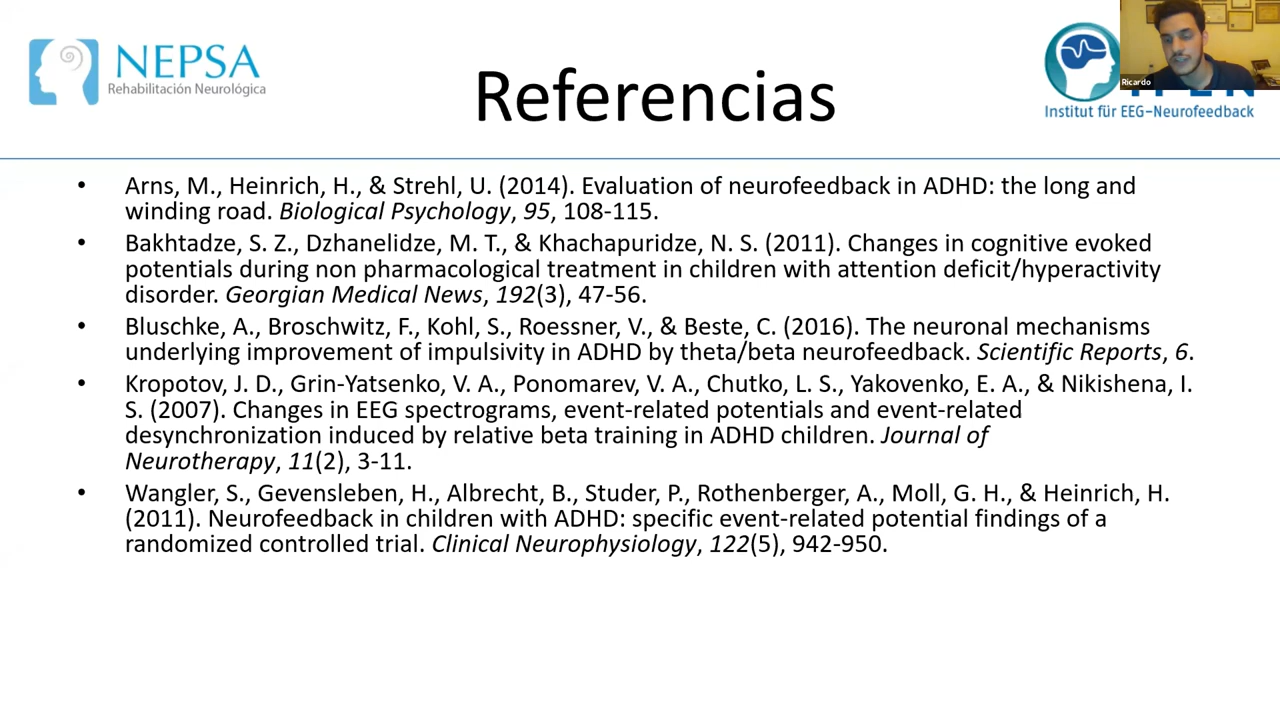 NEPSA
Rehabilitación Neurológica
Referencias
Ricardo
Institut für EEG-Neurofeedback
• Arns, M., Heinrich, H., & Strehl, U. (2014). Evaluation of neurofeedback in ADHD: the long and
winding road. Biological Psychology, 95, 108-115.
• Bakhtadze, S. Z., Dzhanelidze, M. T., & Khachapuridze, N. S. (2011). Changes in cognitive evoked
potentials during non pharmacological treatment in children with attention deficit/hyperactivity
disorder. Georgian Medical News, 192(3), 47-56.
• Bluschke, A., Broschwitz, F., Kohl, S., Roessner, V., & Beste, C. (2016). The neuronal mechanisms
underlying improvement of impulsivity in ADHD by theta/beta neurofeedback. Scientific Reports, 6.
• Kropotov, J. D., Grin-Yatsenko, V. A., Ponomarev, V. A., Chutko, L. S., Yakovenko, E. A., & Nikishena, I.
S. (2007). Changes in EEG spectrograms, event-related potentials and event-related
desynchronization induced by relative beta training in ADHD children. Journal of
Neurotherapy, 11(2), 3-11.
• Wangler, S., Gevensleben, H., Albrecht, B., Studer, P., Rothenberger, A., Moll, G. H., & Heinrich, H.
(2011). Neurofeedback in children with ADHD: specific event-related potential findings of a
randomized controlled trial. Clinical Neurophysiology, 122(5), 942-950.